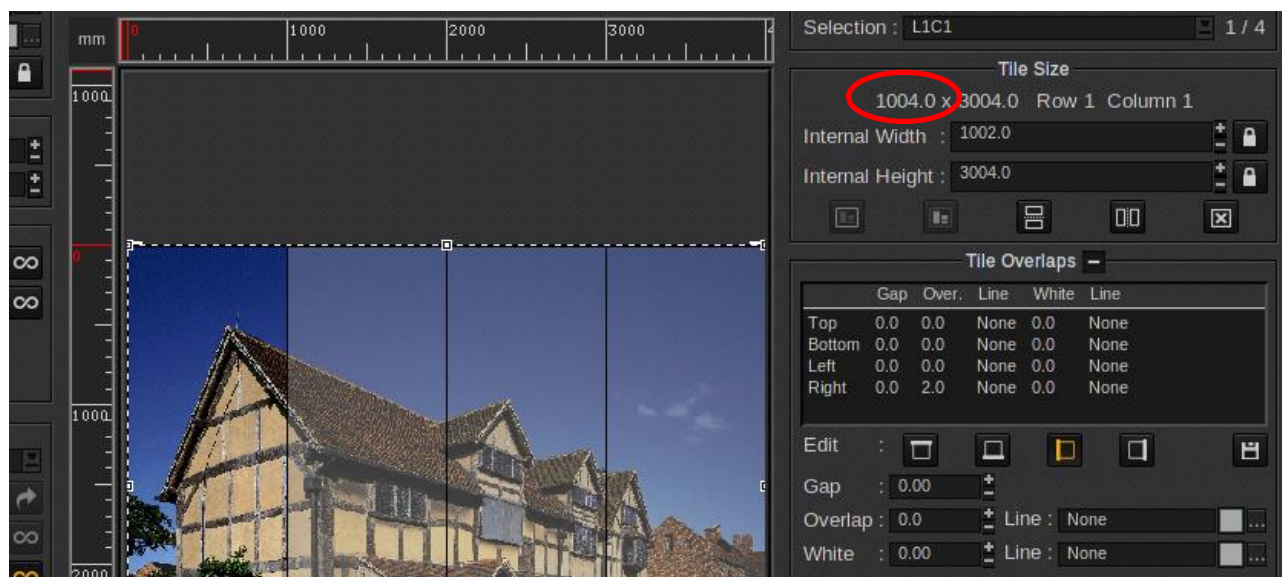 Selection : L1C1 1 / 4
mm 0 1000 2000 3000 4
Tile Size
1004.0 x 3004.0 Row 1 Column 1
1000
Internal Width : 1002.0
Internal Height : 3004.0
0
Tile Overlaps
Gap Over. Line White Line
Top 0.0 0.0 None 0.0 None
Bottom 0.0 0.0 None 0.0 None
Left 0.0 0.0 None 0.0 None
Right 0.0 2.0 None 0.0 None
1000
Edit :
Gap : 0.00
Overlap : 0.0 Line : None
White : 0.00 Line : None
2000